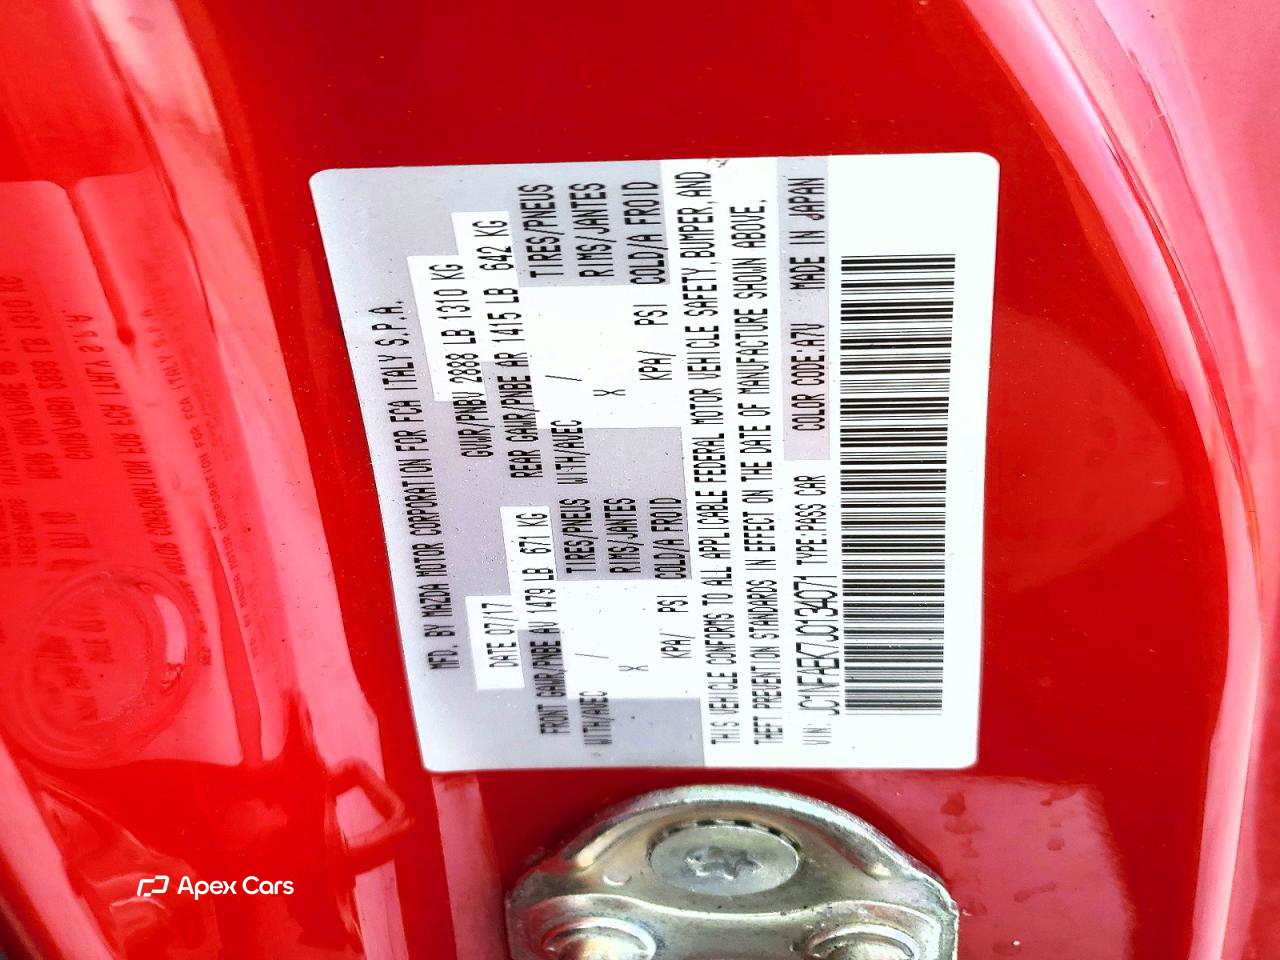 MFD. BY MAZDA MOTOR CORPORATION FOR FCA ITALY S.P.A.
DATE 07/17 GVWR/PNBV 2888 LB 1310 KG
FRONT GAWR/PNBE AV 1479 LB 671 KG REAR GAWR/PNBE AR 1415 LB 642 KG
WITH/AVEC / TIRES/PNEUS WITH/AVEC / TIRES/PNEUS
X RIMS/JANTES X RIMS/JANTES
KPA/ PSI COLD/A FROID KPA/ PSI COLD/A FROID
THIS VEHICLE CONFORMS TO ALL APPLICABLE FEDERAL MOTOR VEHICLE SAFETY, BUMPER, AND
THEFT PREVENTION STANDARDS IN EFFECT ON THE DATE OF MANUFACTURE SHOWN ABOVE.
VIN: JC1NFAEK7J0134071 TYPE:PASS CAR COLOR CODE:A7V MADE IN JAPAN
Apex Cars